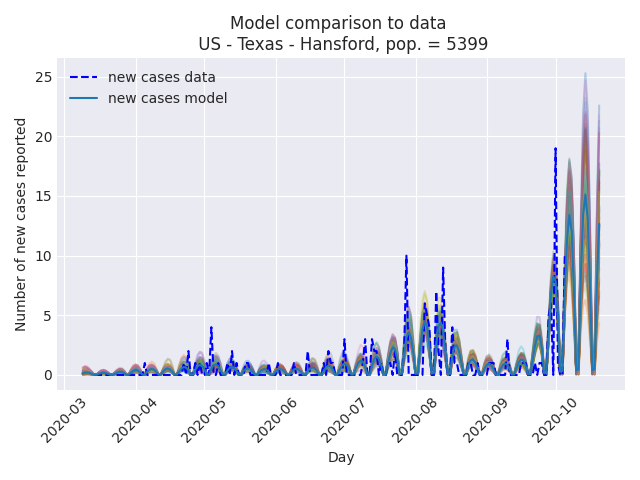 Model comparison to data
US - Texas - Hansford, pop. = 5399
new cases data
new cases model
Number of new cases reported
25
20
15
10
5
0
2020-03
2020-04
2020-05
2020-06
2020-07
2020-08
2020-09
2020-10
Day